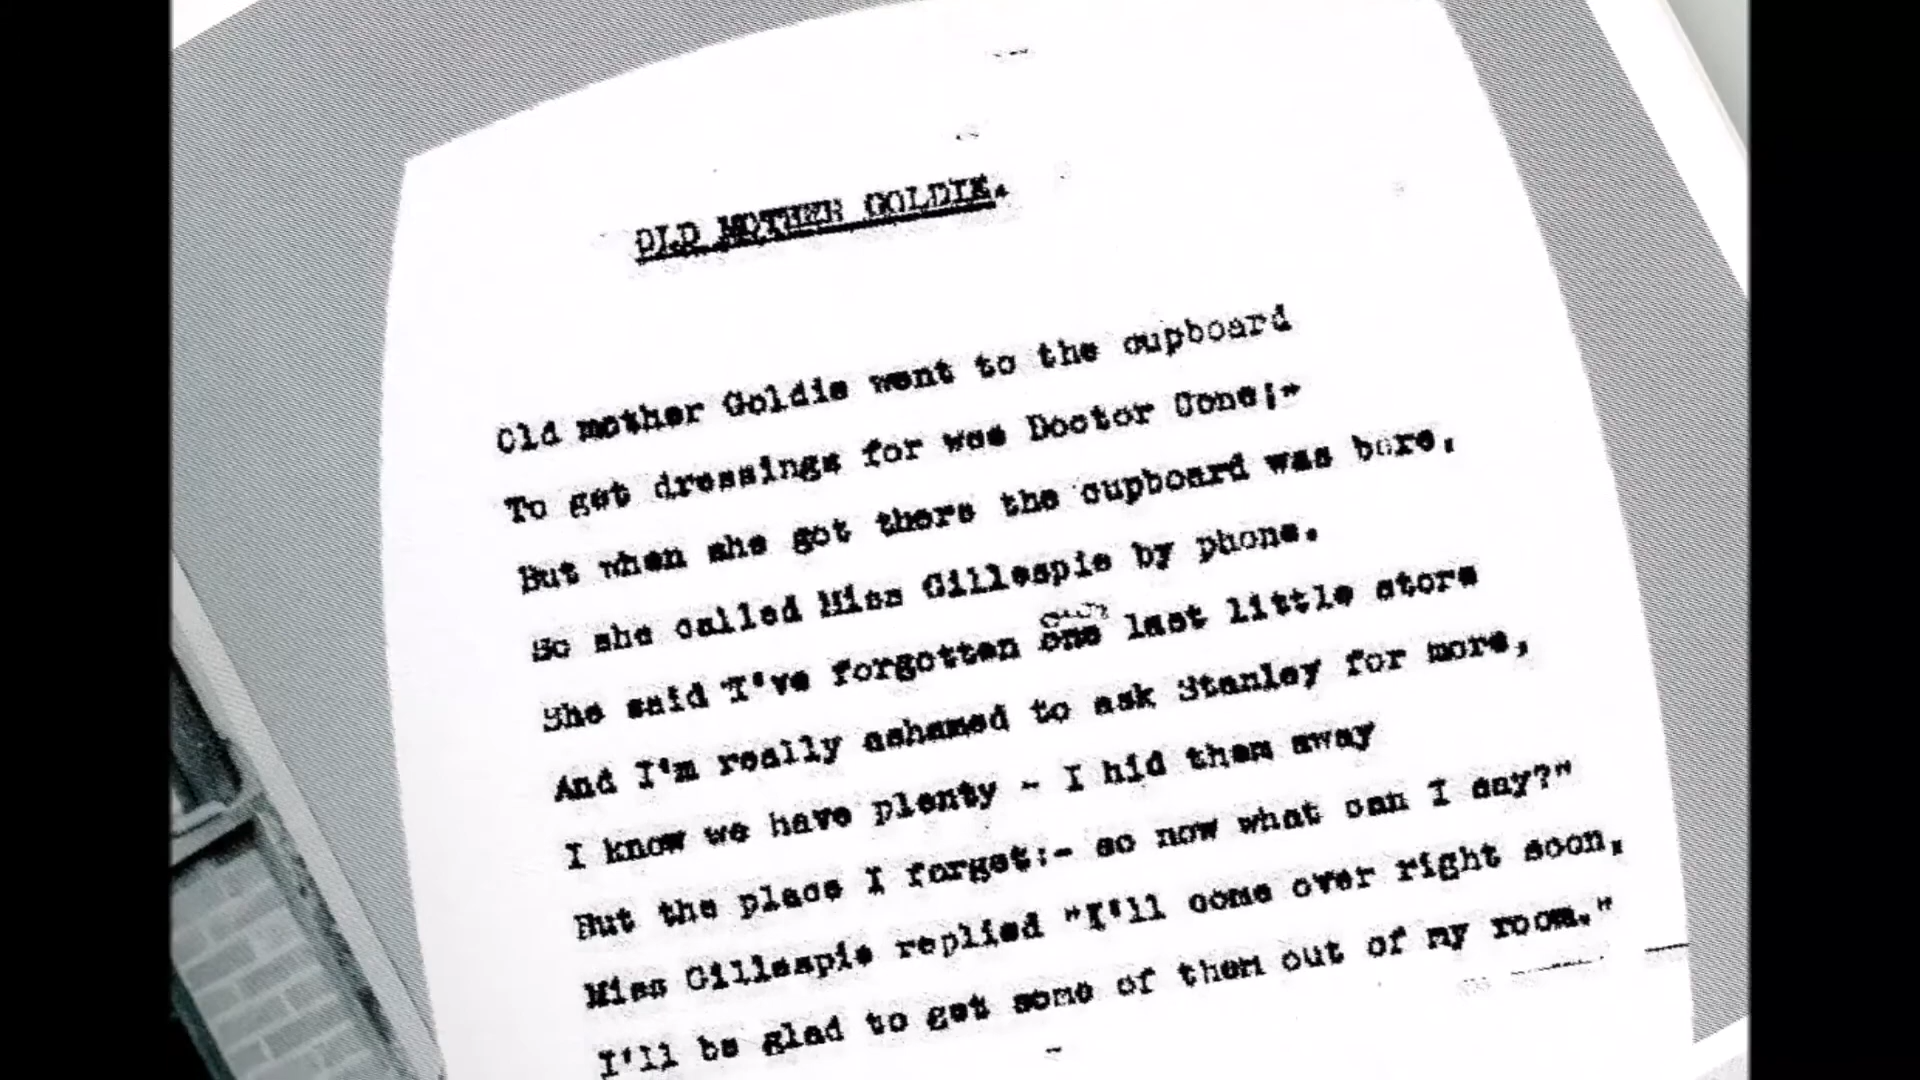 OLD MOTHER GOLDIE.
Old mother Goldie went to the cupboard
To get dressings for wee Doctor Cone;-
But when she got there the cupboard was bare,
So she called Miss Gillespie by phone.
She said "I've forgotten one last little store
And I'm really ashamed to ask Stanley for more,
I know we have plenty - I hid them away
But the place I forget:- so now what can I say?"
Miss Gillespie replied "I'll come over right soon,
I'll be glad to get some of them out of my room."